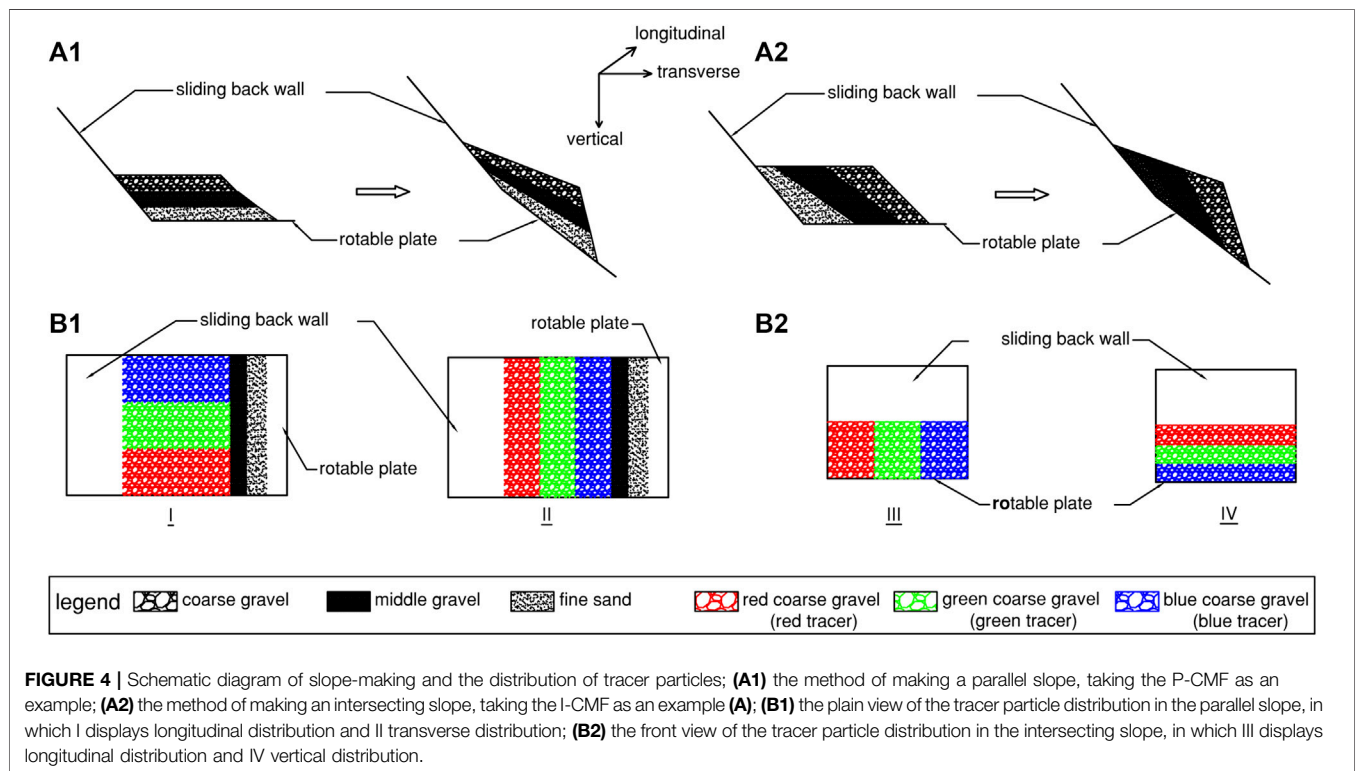 A1
longitudinal
A2
sliding back wall
transverse
sliding back wall
vertical
rotable plate
rotable plate
B1
sliding back wall
rotable plate
B2
sliding back wall
rotable plate
rotable plate
I
II
III
IV
legend
coarse gravel
middle gravel
fine sand
red coarse gravel
(red tracer)
green coarse gravel
(green tracer)
blue coarse gravel
(blue tracer)
FIGURE 4 | Schematic diagram of slope-making and the distribution of tracer particles; (A1) the method of making a parallel slope, taking the P-CMF as an
example; (A2) the method of making an intersecting slope, taking the I-CMF as an example (A); (B1) the plain view of the tracer particle distribution in the parallel slope, in
which I displays longitudinal distribution and II transverse distribution; (B2) the front view of the tracer particle distribution in the intersecting slope, in which III displays
longitudinal distribution and IV vertical distribution.